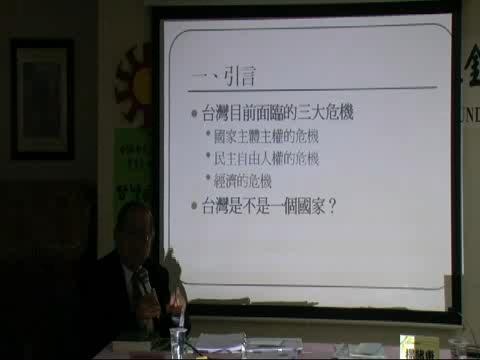 一、引言
台灣目前面臨的三大危機
國家主體主權的危機
民主自由人權的危機
經濟的危機
台灣是不是一個國家？